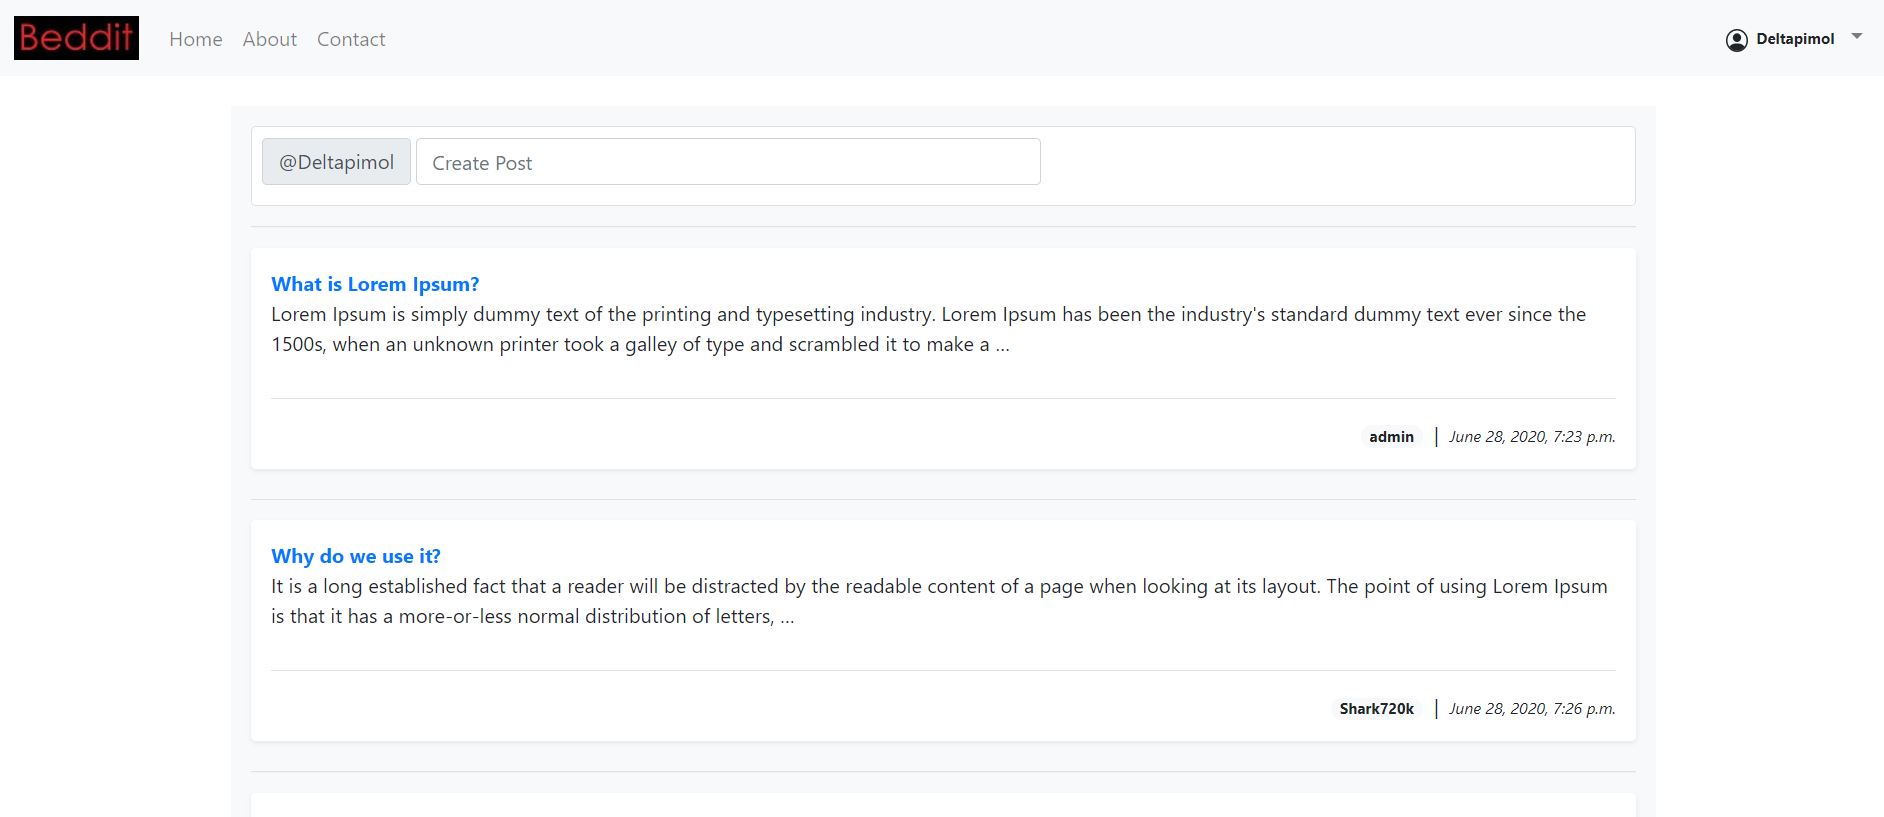 Beddit Home About Contact Deltapimol
@Deltapimol Create Post
What is Lorem Ipsum?
Lorem Ipsum is simply dummy text of the printing and typesetting industry. Lorem Ipsum has been the industry's standard dummy text ever since the
1500s, when an unknown printer took a galley of type and scrambled it to make a ...
admin | June 28, 2020, 7:23 p.m.
Why do we use it?
It is a long established fact that a reader will be distracted by the readable content of a page when looking at its layout. The point of using Lorem Ipsum
is that it has a more-or-less normal distribution of letters, ...
Shark720k | June 28, 2020, 7:26 p.m.